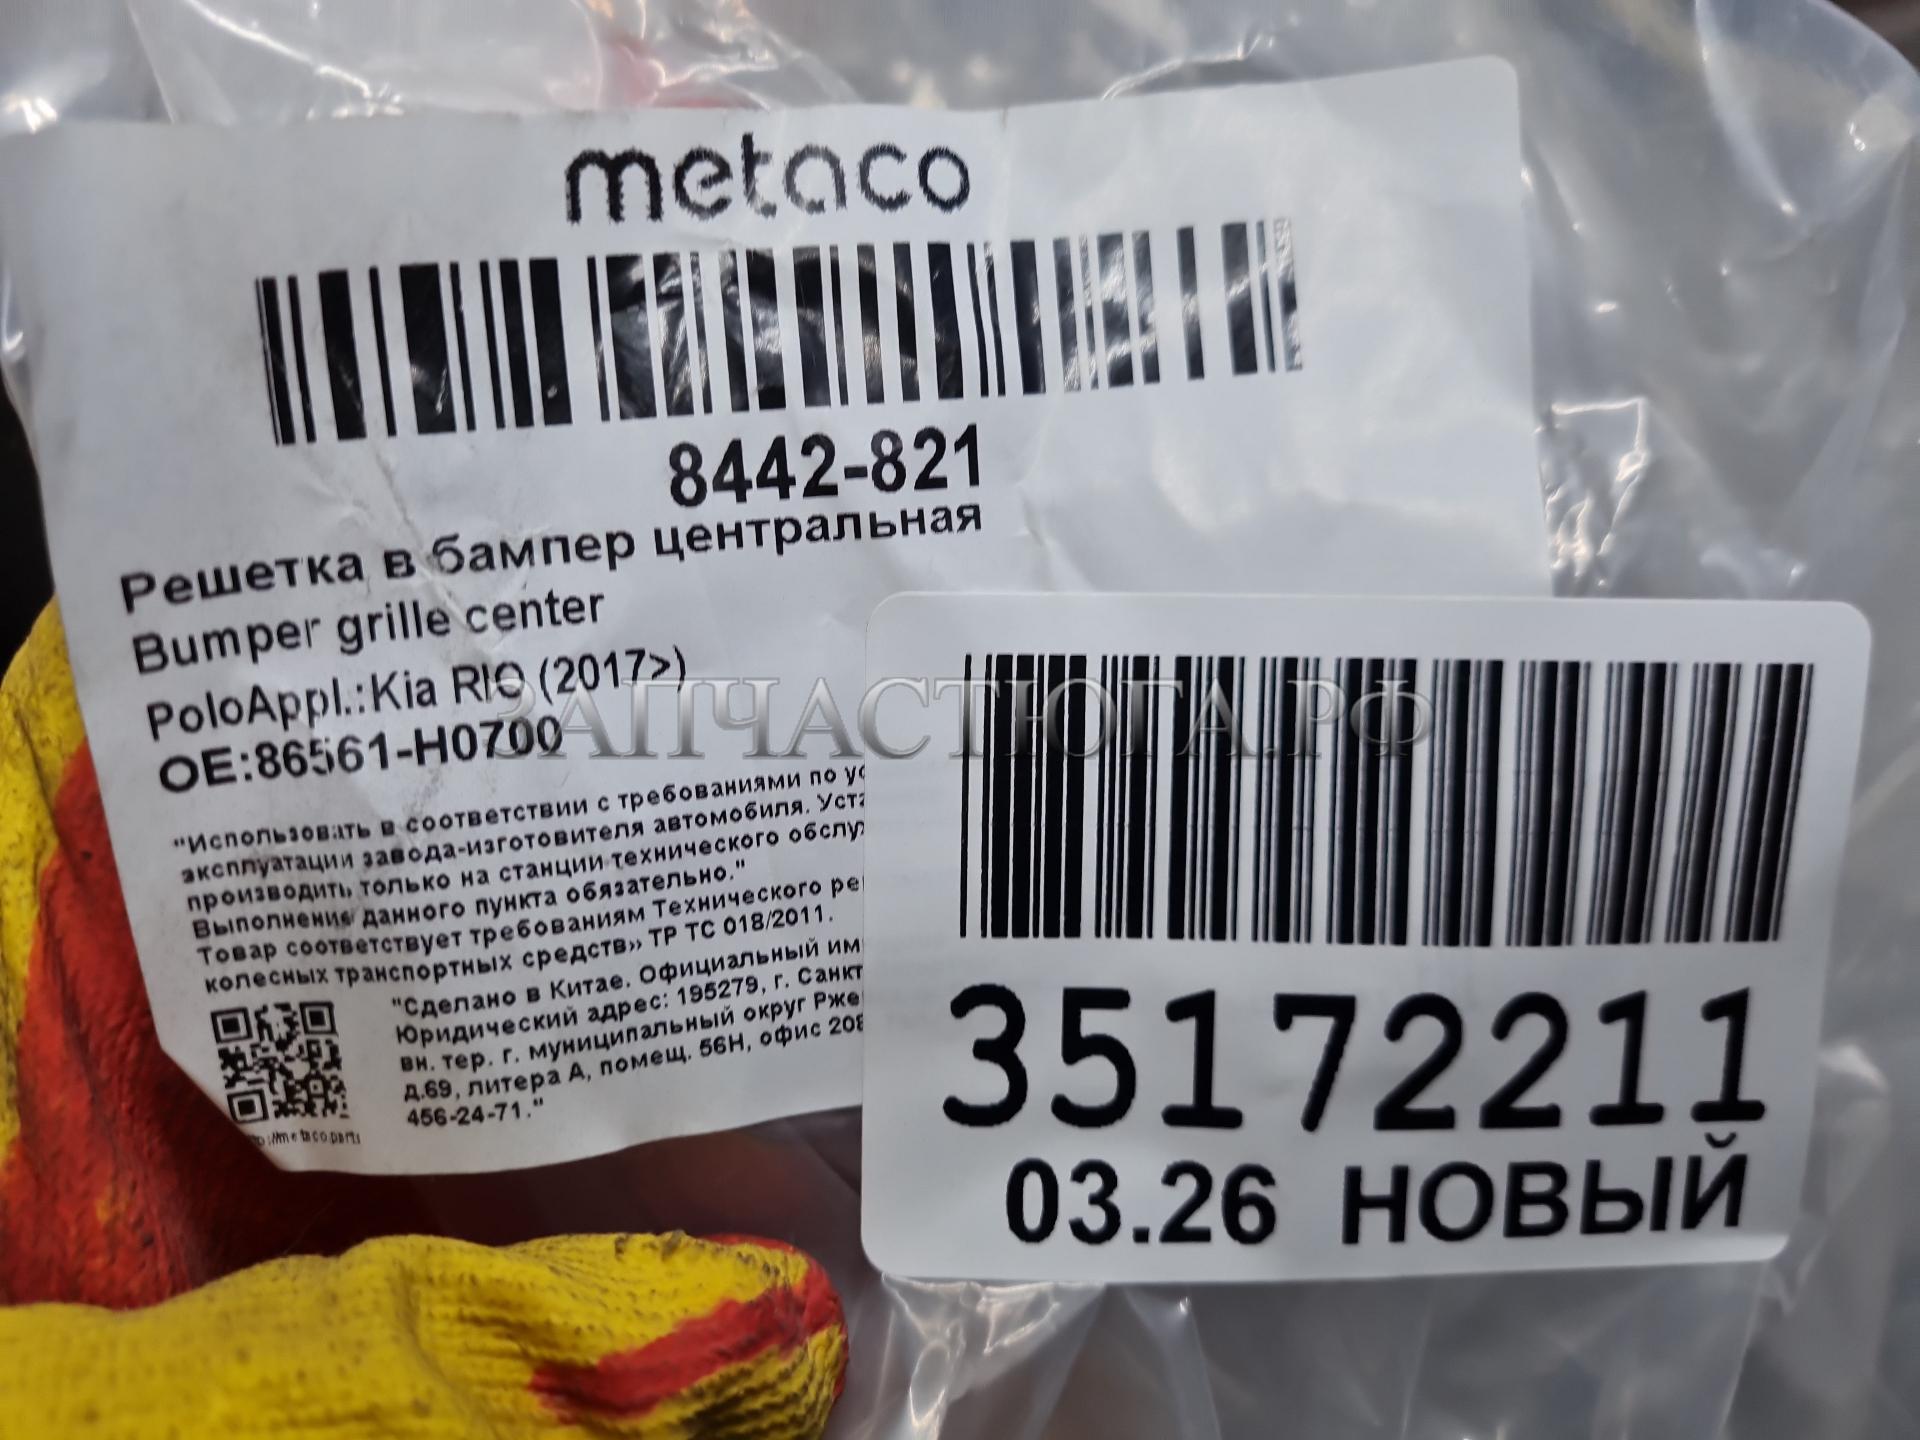 metaco
8442-821
Решетка в бампер центральная
Bumper grille center
PoloAppl.:Kia RIO (2017>)
OE:86561-H0700
ЗАПЧАСТЮГА.РФ
"Использовать в соответствии с требованиями по
эксплуатации завода-изготовителя автомобиля.
производить только на станции технического
Выполнение данного пункта обязательно."
Товар соответствует требованиям Технического
колесных транспортных средств» ТР ТС 018/2011.
"Сделано в Китае. Официальный
Юридический адрес: 195279, г. Санкт
вн. тер. г. муниципальный округ Рже
д.69, литера А, помещ. 56Н, офис 208
456-24-71."
35172211
03.26 НОВЫЙ